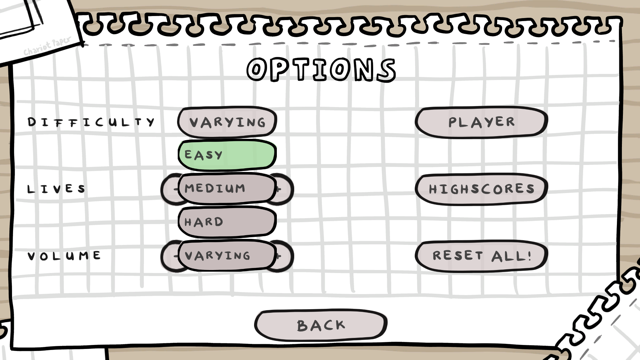 OPTIONS
DIFFICULTY VARYING PLAYER
EASY
LIVES MEDIUM HIGHSCORES
HARD
VOLUME VARYING RESET ALL!
BACK